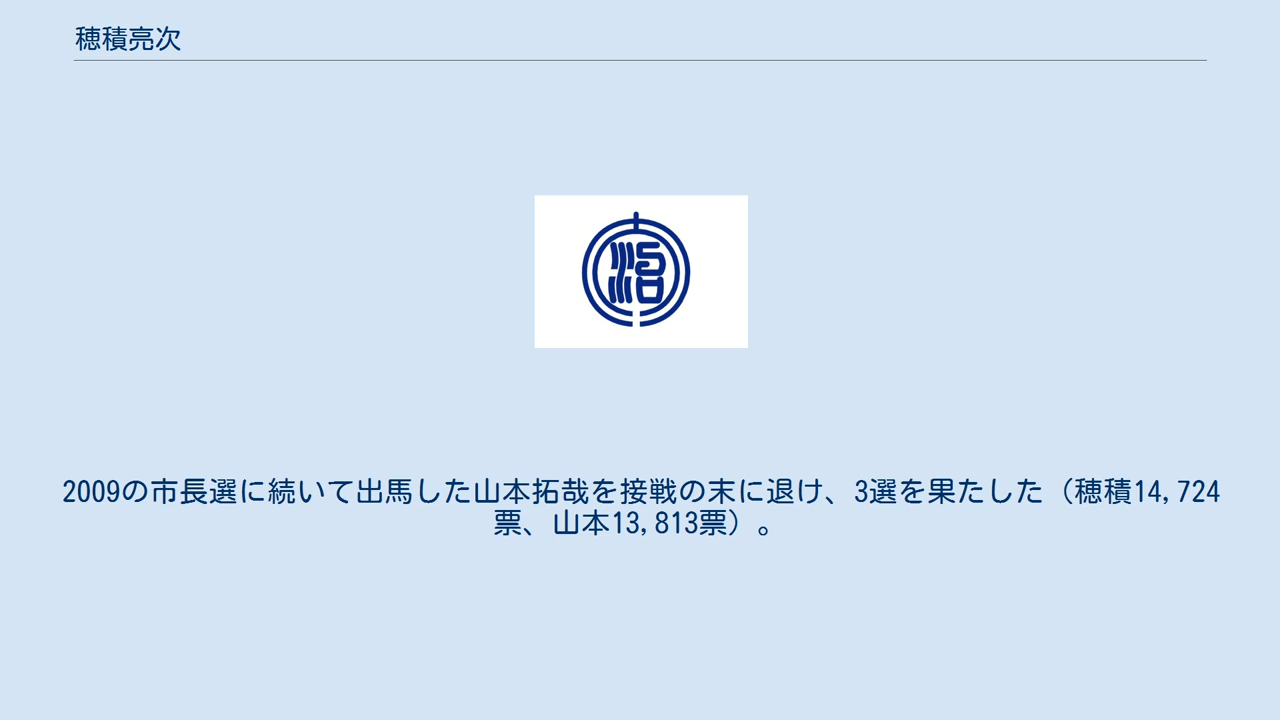 穂積亮次
2009の市長選に続いて出馬した山本拓哉を接戦の末に退け、3選を果たした（穂積14,724
票、山本13,813票）。